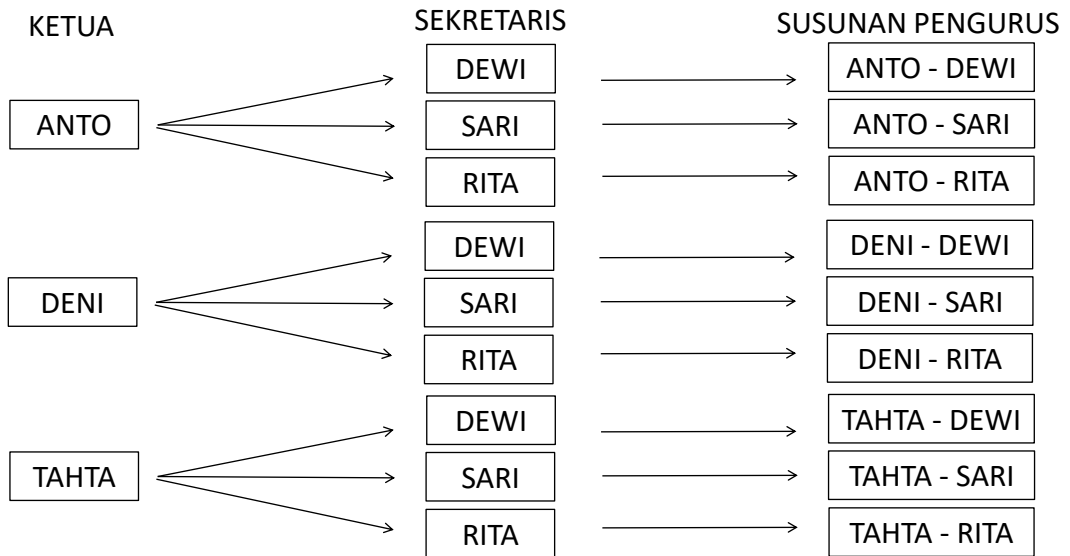 KETUA SEKRETARIS SUSUNAN PENGURUS
DEWI ANTO - DEWI
ANTO SARI ANTO - SARI
RITA ANTO - RITA
DEWI DENI - DEWI
DENI SARI DENI - SARI
RITA DENI - RITA
DEWI TAHTA - DEWI
TAHTA SARI TAHTA - SARI
RITA TAHTA - RITA